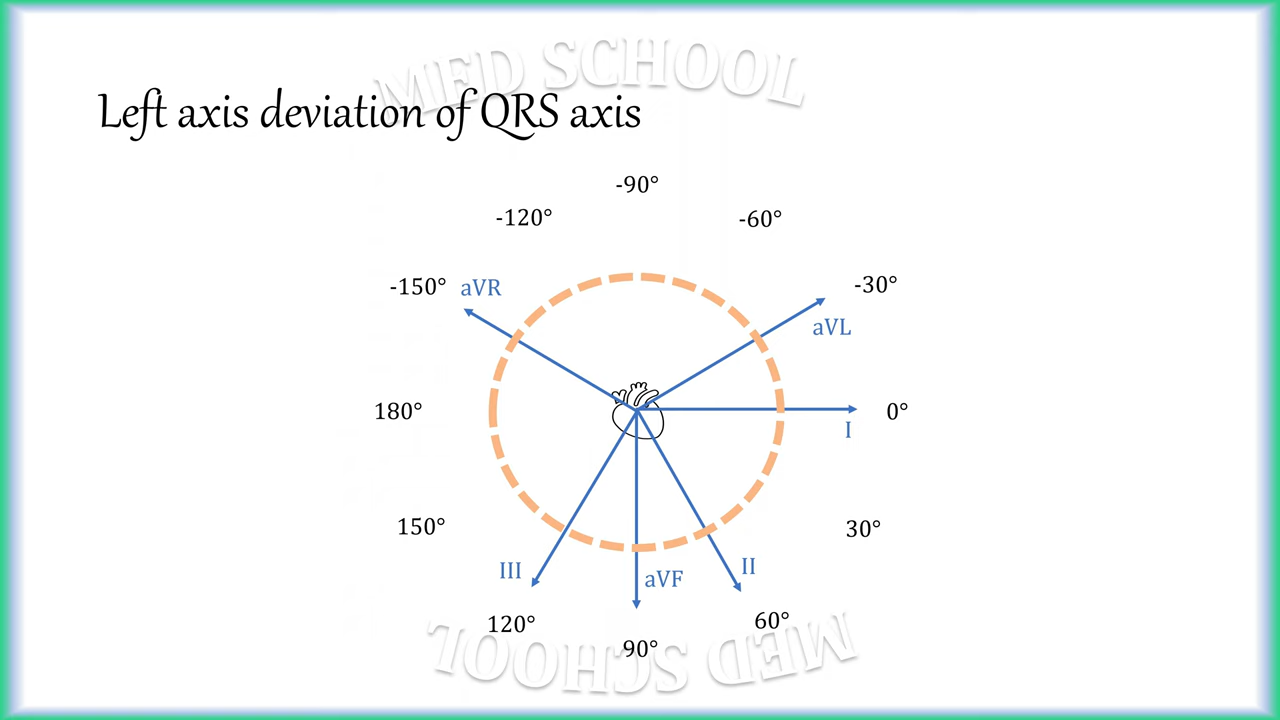 MED SCHOOL
Left axis deviation of QRS axis
-90°
-120°
-60°
-150°
aVR
-30°
aVL
180°
0°
I
150°
30°
III
aVF
II
120°
90°
60°
MED SCHOOL